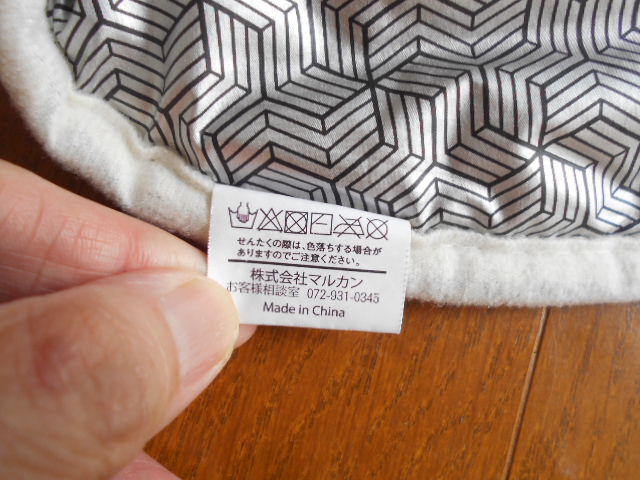 せんたくの際は、色落ちする場合が
ありますのでご注意ください。
株式会社マルカン
お客様相談室 072-931-0345
Made in China